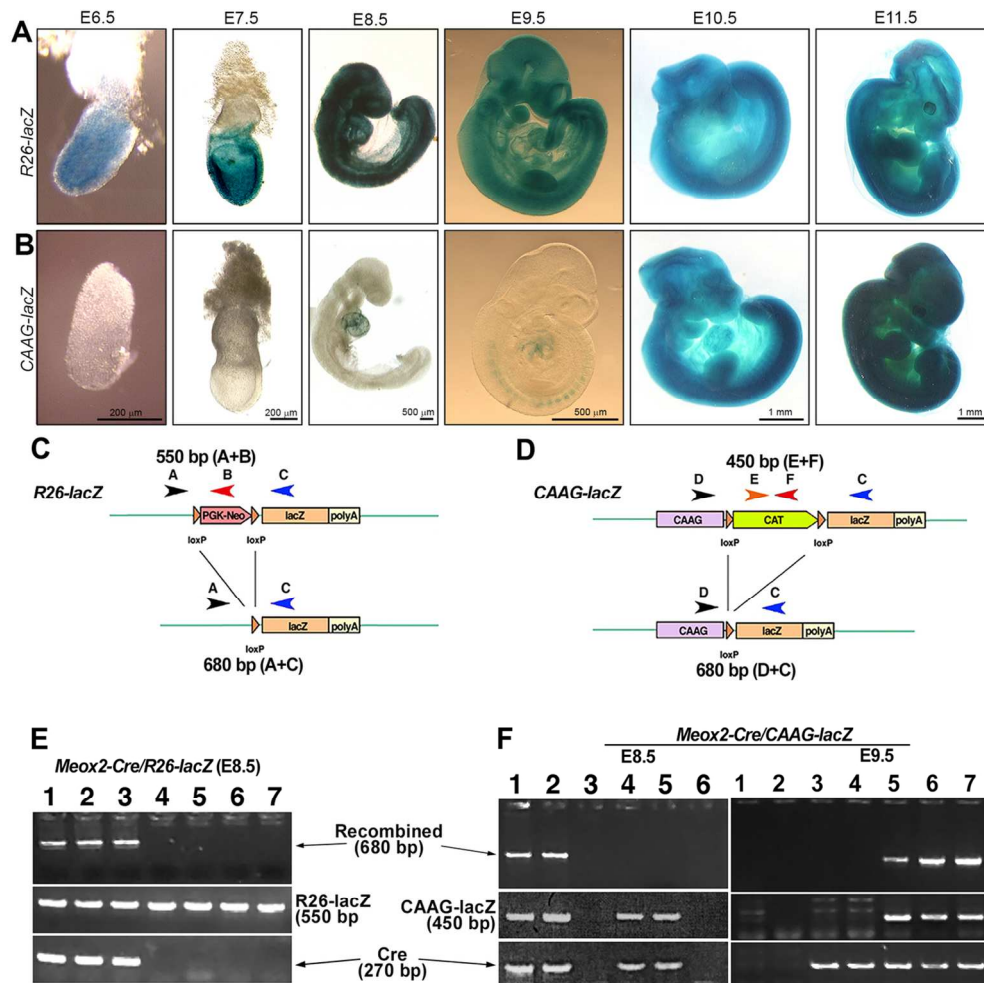 E6.5 E7.5 E8.5 E9.5 E10.5 E11.5
A
R26-lacZ
B
CAAG-lacZ
200 µm 200 µm 500 µm 500 µm 1 mm 1 mm
C
550 bp (A+B)
A B C
R26-lacZ
PGK-Neo lacZ polyA
loxP loxP
A C
lacZ polyA
loxP
680 bp (A+C)
D
450 bp (E+F)
D E F C
CAAG-lacZ
CAAG CAT lacZ polyA
loxP loxP
D C
CAAG lacZ polyA
loxP
680 bp (D+C)
E
Meox2-Cre/R26-lacZ (E8.5)
1 2 3 4 5 6 7
Recombined
(680 bp)
R26-lacZ
(550 bp
CAAG-lacZ
(450 bp)
Cre
(270 bp)
F
Meox2-Cre/CAAG-lacZ
E8.5 E9.5
1 2 3 4 5 6 1 2 3 4 5 6 7